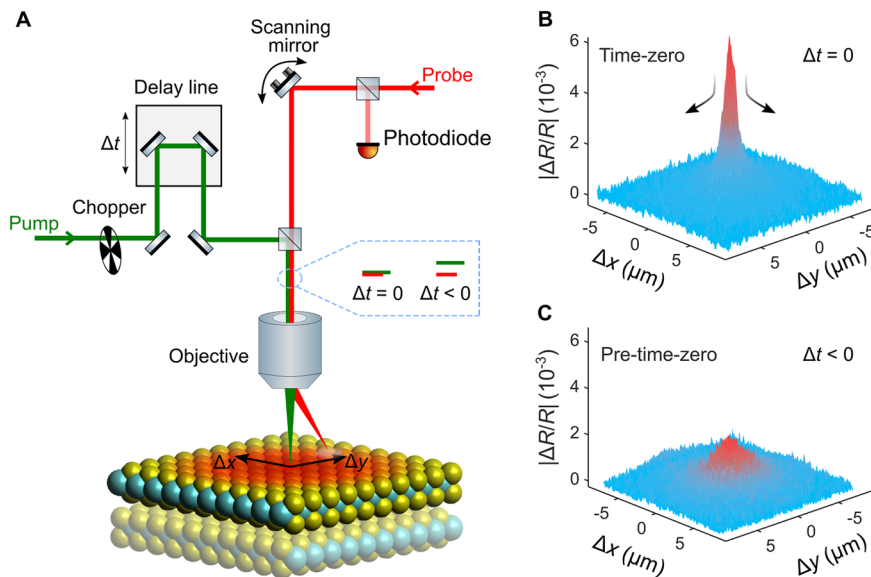 A
Scanning
mirror
Delay line
Probe
Δt
Photodiode
Chopper
Pump
Δt = 0
Δt < 0
Objective
Δx
Δy
B
6
Time-zero
Δt = 0
4
2
0
|ΔR/R| (10⁻³)
-5
0
5
Δx (µm)
-5
0
5
Δy (µm)
C
6
Pre-time-zero
Δt < 0
4
2
0
|ΔR/R| (10⁻³)
-5
0
5
Δx (µm)
-5
0
5
Δy (µm)